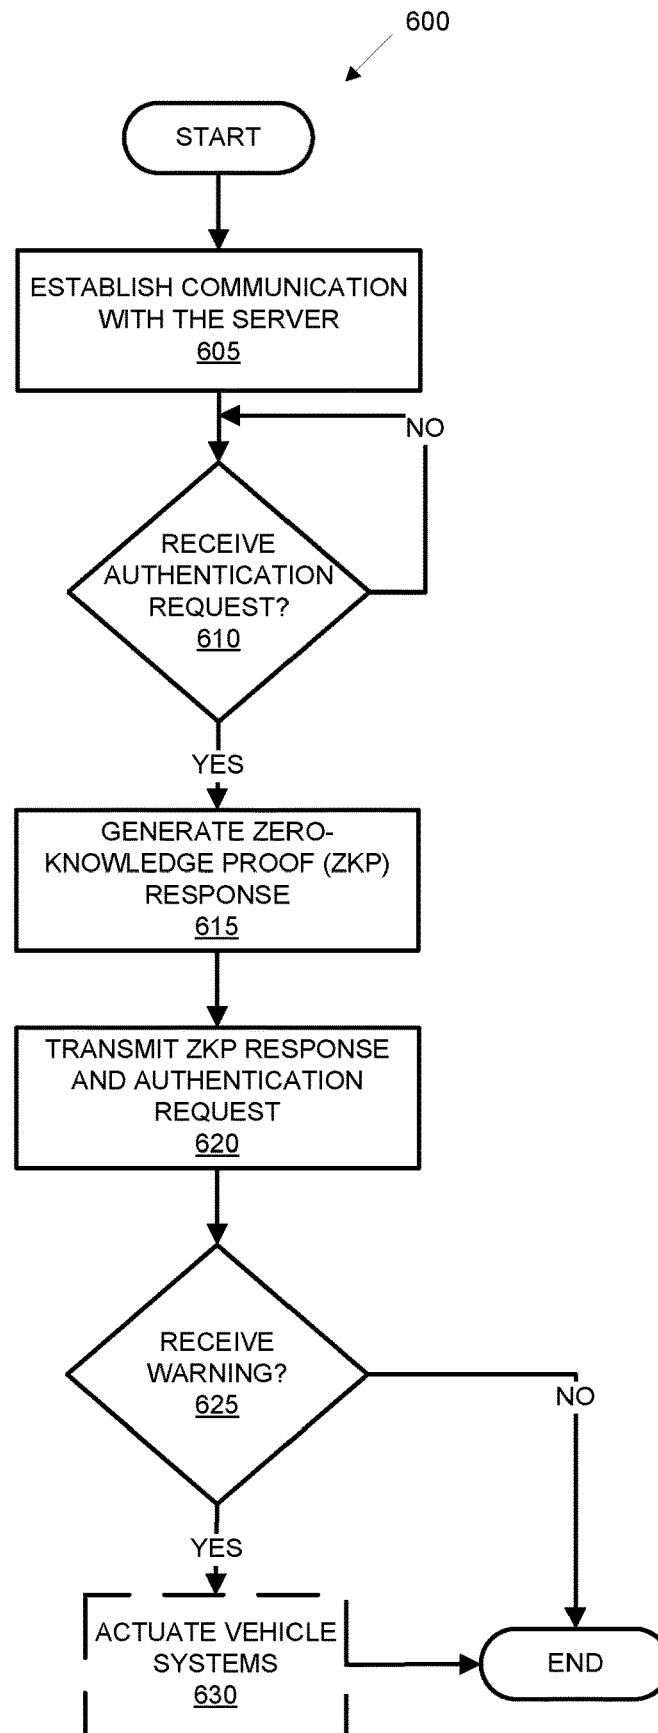 600
START
ESTABLISH COMMUNICATION
WITH THE SERVER
605
NO
RECEIVE
AUTHENTICATION
REQUEST?
610
YES
GENERATE ZERO-
KNOWLEDGE PROOF (ZKP)
RESPONSE
615
TRANSMIT ZKP RESPONSE
AND AUTHENTICATION
REQUEST
620
RECEIVE
WARNING?
625
NO
YES
ACTUATE VEHICLE
SYSTEMS
630
END